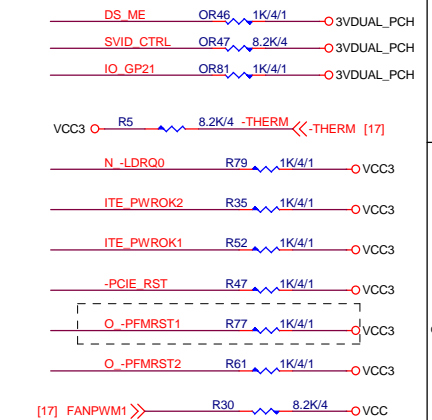 DS_ME OR46 1K/4/1 3VDUAL_PCH
SVID_CTRL OR47 8.2K/4 3VDUAL_PCH
IO_GP21 OR81 1K/4/1 3VDUAL_PCH
VCC3 R5 8.2K/4 -THERM -THERM [17]
N_-LDRQ0 R79 1K/4/1 VCC3
ITE_PWROK2 R35 1K/4/1 VCC3
ITE_PWROK1 R52 1K/4/1 VCC3
-PCIE_RST R47 1K/4/1 VCC3
O_-PFMRST1 R77 1K/4/1 VCC3
O_-PFMRST2 R61 1K/4/1 VCC3
[17] FANPWM1 R30 8.2K/4 VCC